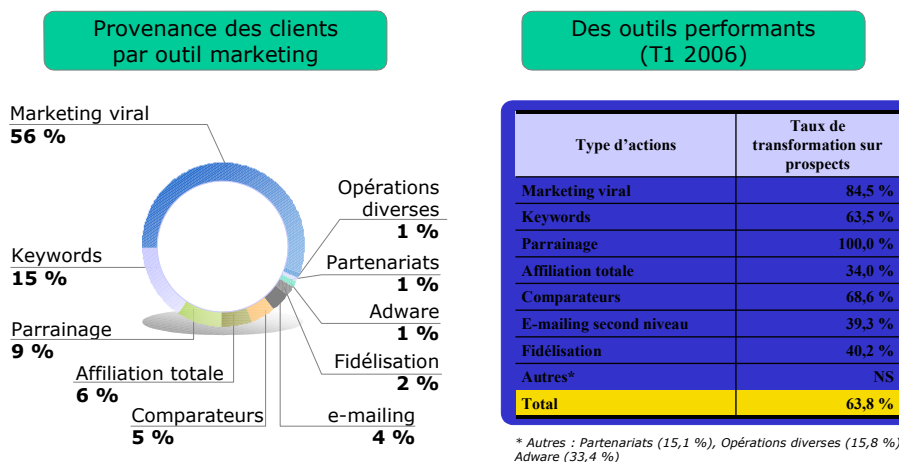 Provenance des clients
par outil marketing
Marketing viral
56 %
Opérations
diverses
1 %
Keywords
15 %
Partenariats
1 %
Adware
1 %
Parrainage
9 %
Fidélisation
2 %
Affiliation totale
6 %
Comparateurs
5 %
e-mailing
4 %
Des outils performants
(T1 2006)
Type d’actions
Taux de
transformation sur
prospects
Marketing viral 84,5 %
Keywords 63,5 %
Parrainage 100,0 %
Affiliation totale 34,0 %
Comparateurs 68,6 %
E-mailing second niveau 39,3 %
Fidélisation 40,2 %
Autres* NS
Total 63,8 %
* Autres : Partenariats (15,1 %), Opérations diverses (15,8 %)
Adware (33,4 %)